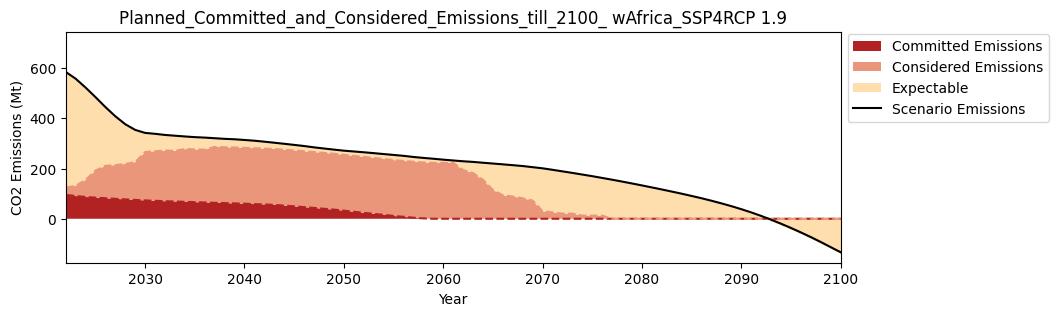 Planned_Committed_and_Considered_Emissions_till_2100_ wAfrica_SSP4RCP 1.9
CO2 Emissions (Mt)
600
400
200
0
2030 2040 2050 2060 2070 2080 2090 2100
Year
Committed Emissions
Considered Emissions
Expectable
Scenario Emissions